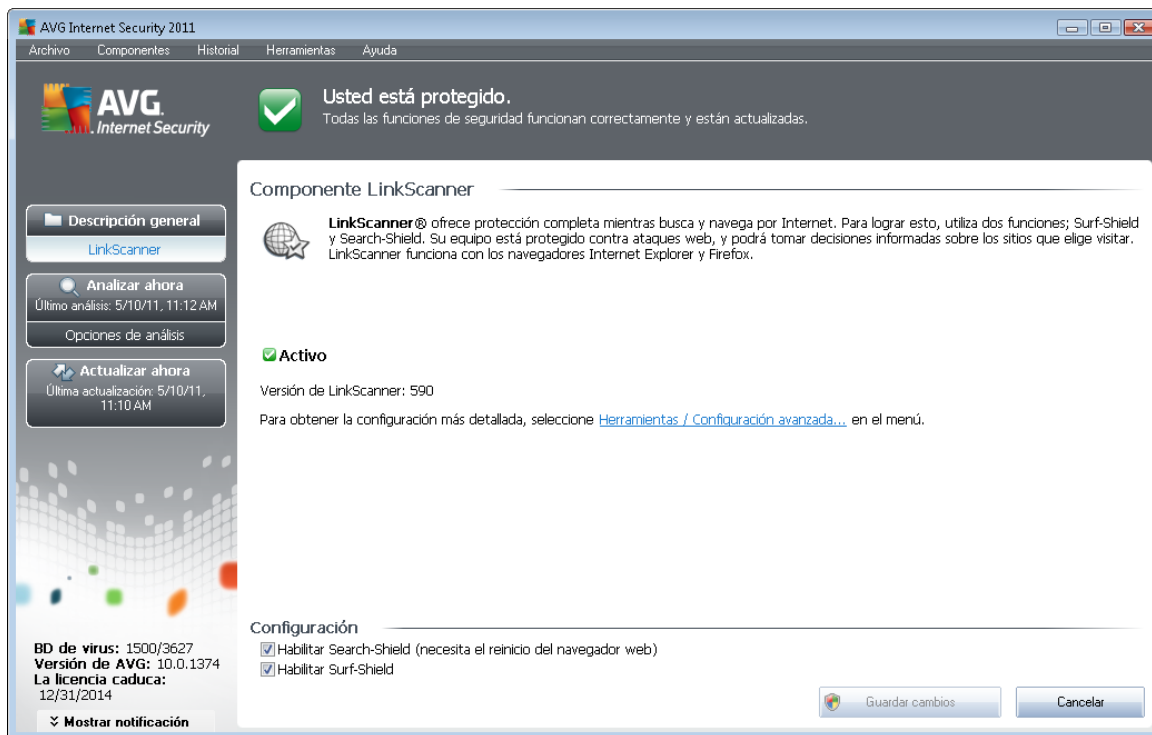 AVG Internet Security 2011
Archivo Componentes Historial Herramientas Ayuda
AVG.
Internet Security
Usted está protegido.
Todas las funciones de seguridad funcionan correctamente y están actualizadas.
Descripción general
LinkScanner
Analizar ahora
Último análisis: 5/10/11, 11:12 AM
Opciones de análisis
Actualizar ahora
Última actualización: 5/10/11,
11:10 AM
BD de virus: 1500/3627
Versión de AVG: 10.0.1374
La licencia caduca:
12/31/2014
Mostrar notificación
Componente LinkScanner
LinkScanner® ofrece protección completa mientras busca y navega por Internet. Para lograr esto, utiliza dos funciones; Surf-Shield
y Search-Shield. Su equipo está protegido contra ataques web, y podrá tomar decisiones informadas sobre los sitios que elige visitar.
LinkScanner funciona con los navegadores Internet Explorer y Firefox.
Activo
Versión de LinkScanner: 590
Para obtener la configuración más detallada, seleccione Herramientas / Configuración avanzada... en el menú.
Configuración
Habilitar Search-Shield (necesita el reinicio del navegador web)
Habilitar Surf-Shield
Guardar cambios
Cancelar